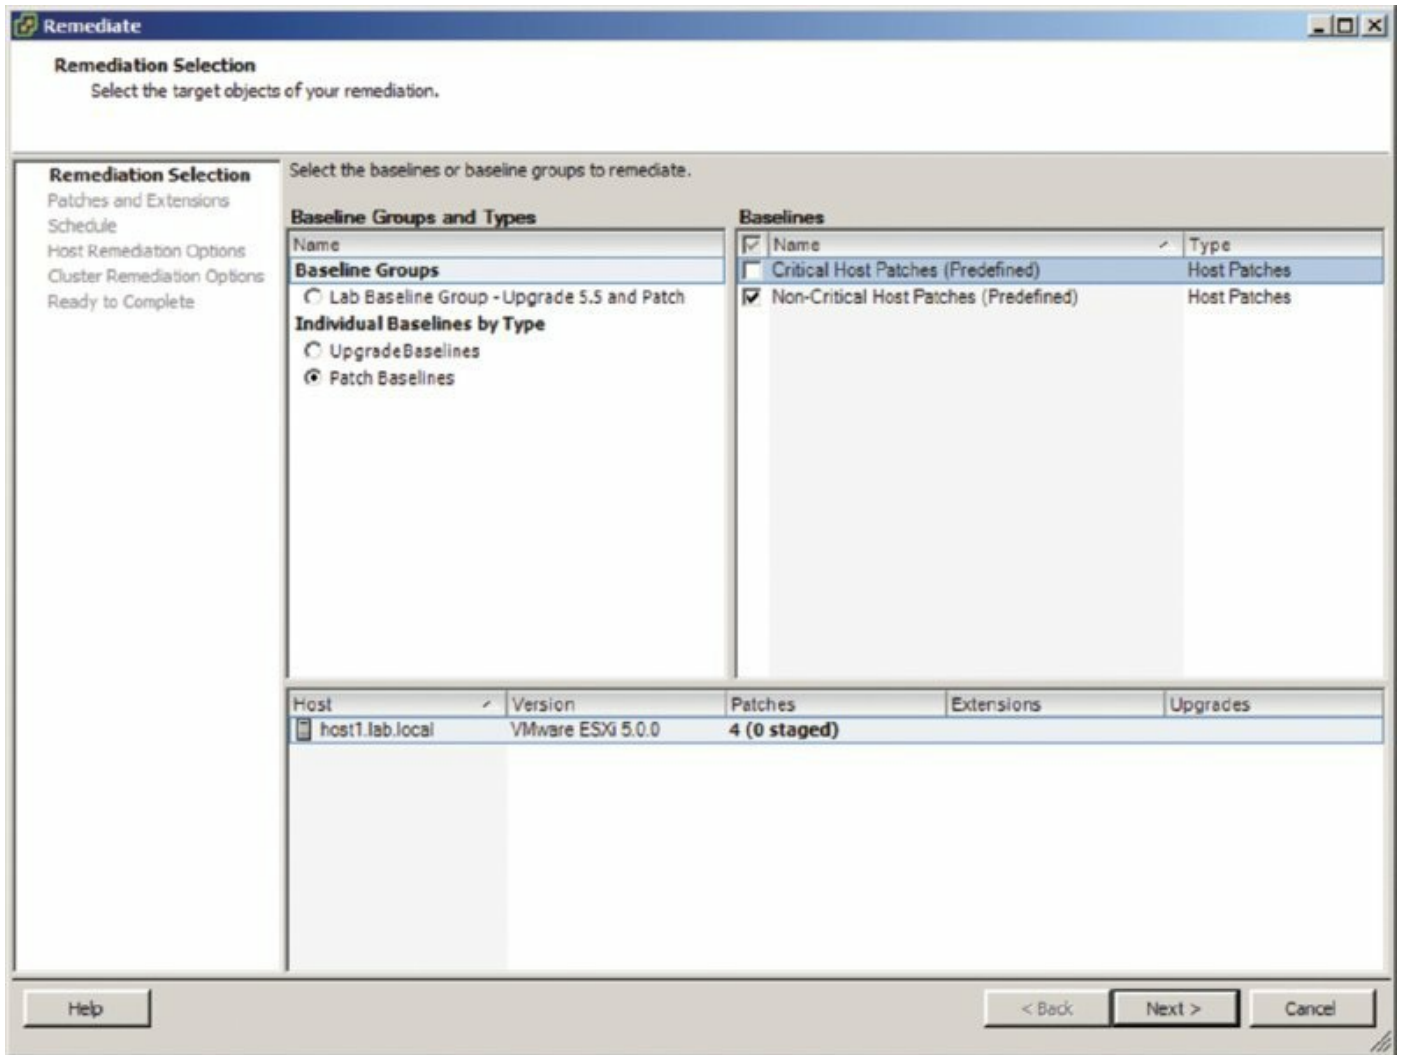 Remediate
Remediation Selection
Select the target objects of your remediation.
Remediation Selection
Patches and Extensions
Schedule
Host Remediation Options
Cluster Remediation Options
Ready to Complete
Select the baselines or baseline groups to remediate.
Baseline Groups and Types
Name
Baseline Groups
Lab Baseline Group - Upgrade 5.5 and Patch
Individual Baselines by Type
UpgradeBaselines
Patch Baselines
Baselines
Name Type
Critical Host Patches (Predefined) Host Patches
Non-Critical Host Patches (Predefined) Host Patches
Host Version Patches Extensions Upgrades
host1.lab.local VMware ESXi 5.0.0 4 (0 staged)
Help < Back Next > Cancel